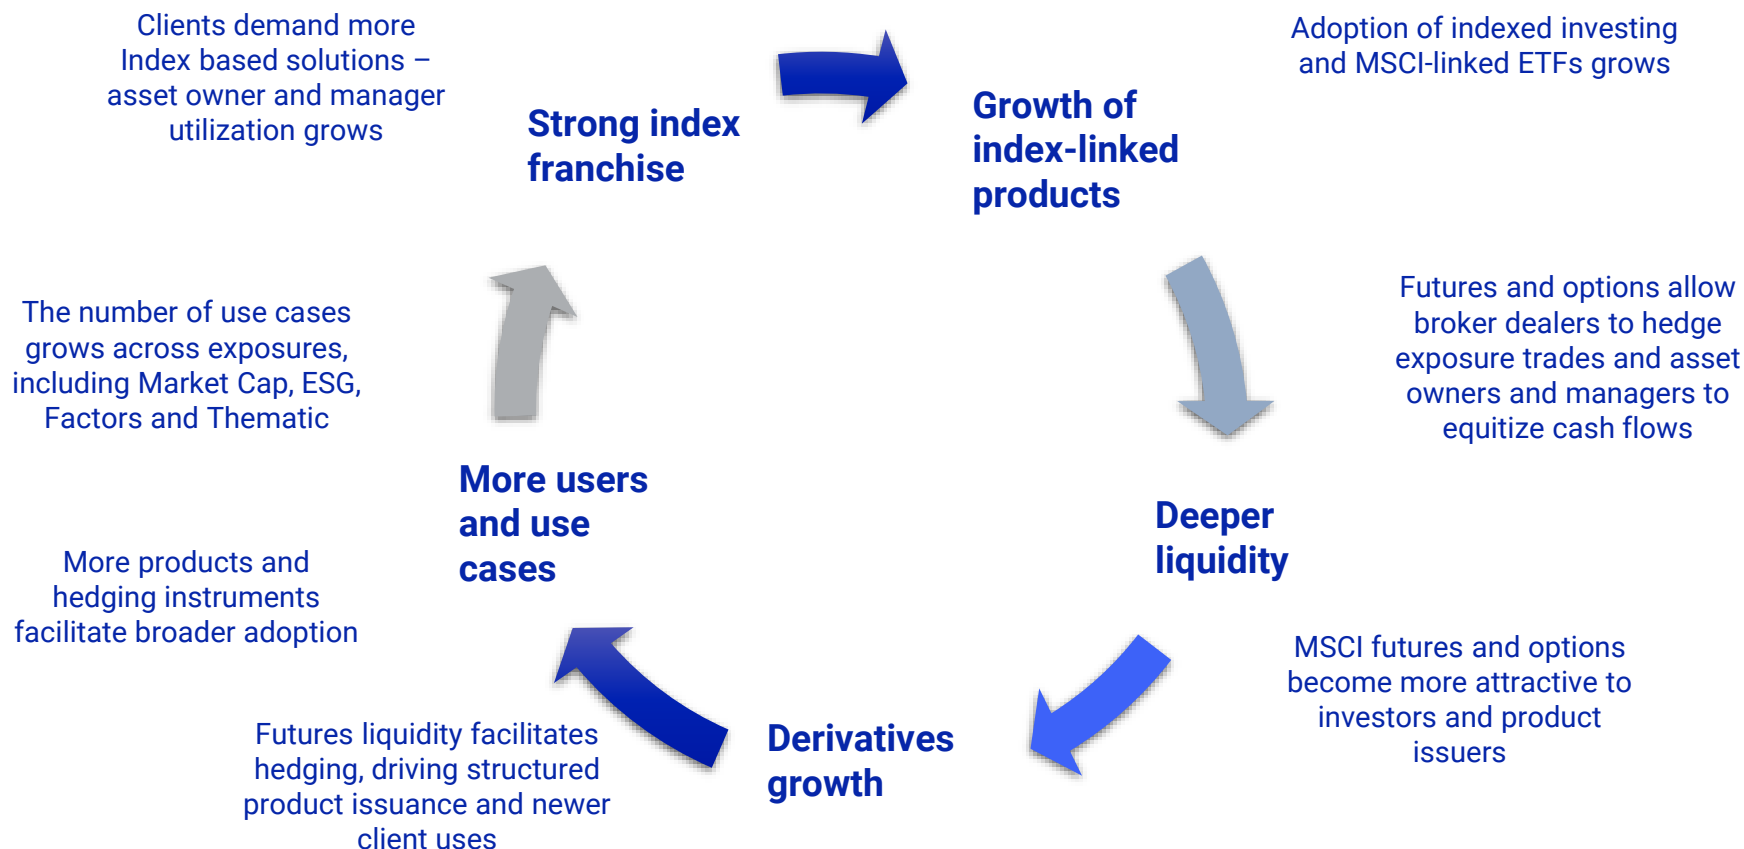 Clients demand more
Index based solutions –
asset owner and manager
utilization grows
Strong index
franchise
Growth of
index-linked
products
Adoption of indexed investing
and MSCI-linked ETFs grows
Futures and options allow
broker dealers to hedge
exposure trades and asset
owners and managers to
equitize cash flows
Deeper
liquidity
MSCI futures and options
become more attractive to
investors and product
issuers
Derivatives
growth
Futures liquidity facilitates
hedging, driving structured
product issuance and newer
client uses
More products and
hedging instruments
facilitate broader adoption
More users
and use
cases
The number of use cases
grows across exposures,
including Market Cap, ESG,
Factors and Thematic